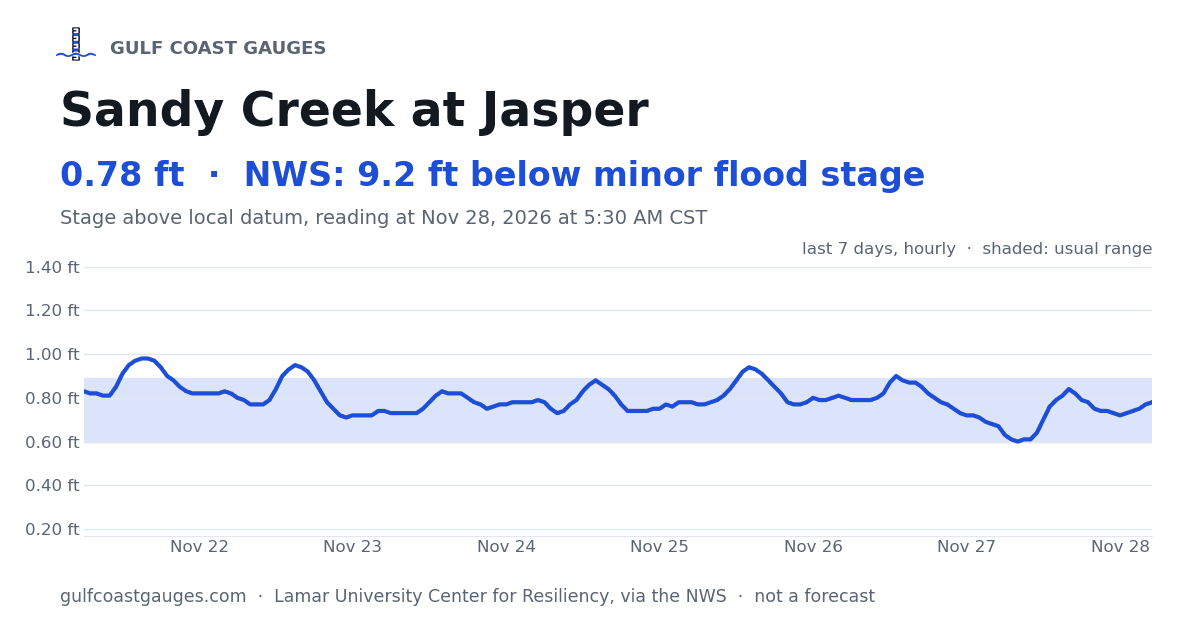 GULF COAST GAUGES
Sandy Creek at Jasper
0.78 ft · NWS: 9.2 ft below minor flood stage
Stage above local datum, reading at Nov 28, 2026 at 5:30 AM CST
last 7 days, hourly · shaded: usual range
1.40 ft
1.20 ft
1.00 ft
0.80 ft
0.60 ft
0.40 ft
0.20 ft
Nov 22 Nov 23 Nov 24 Nov 25 Nov 26 Nov 27 Nov 28
gulfcoastgauges.com · Lamar University Center for Resiliency, via the NWS · not a forecast